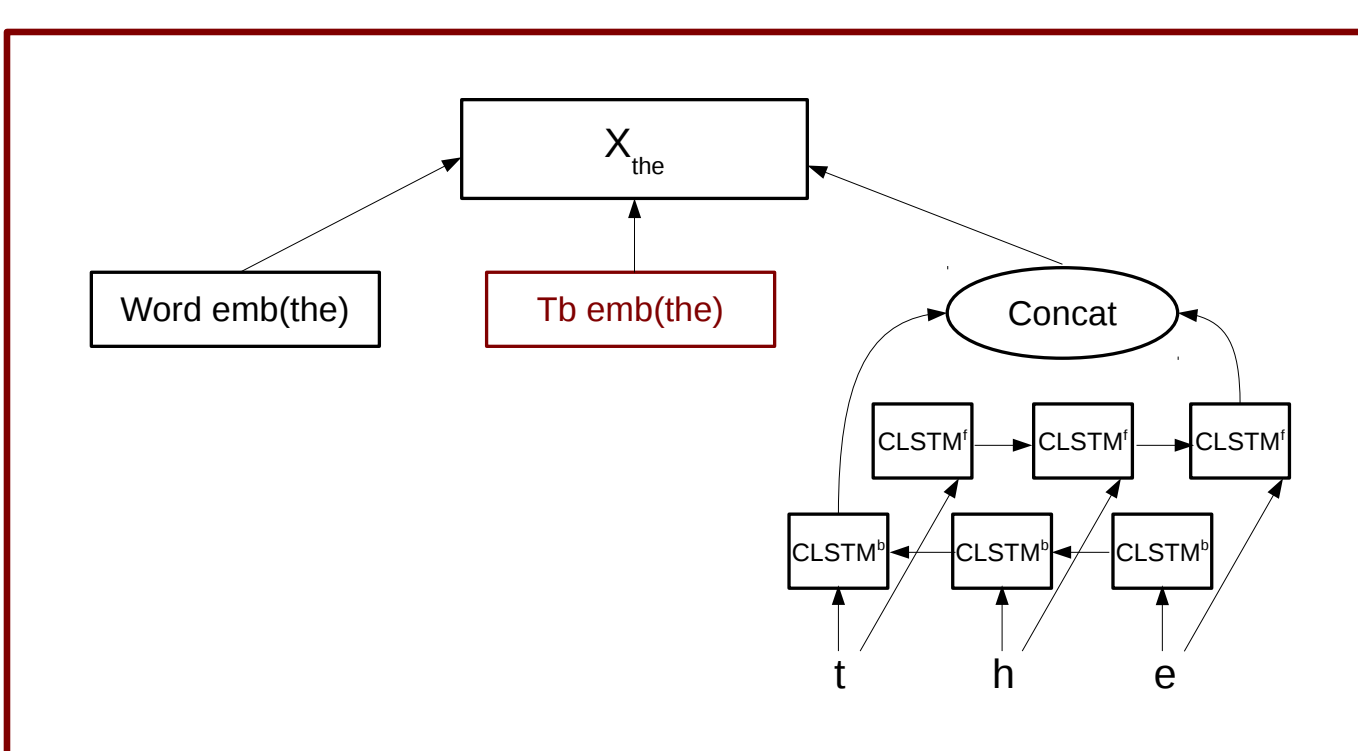 X_the
Word emb(the) Tb emb(the) Concat
CLSTM^f CLSTM^f CLSTM^f
CLSTM^b CLSTM^b CLSTM^b
t h e